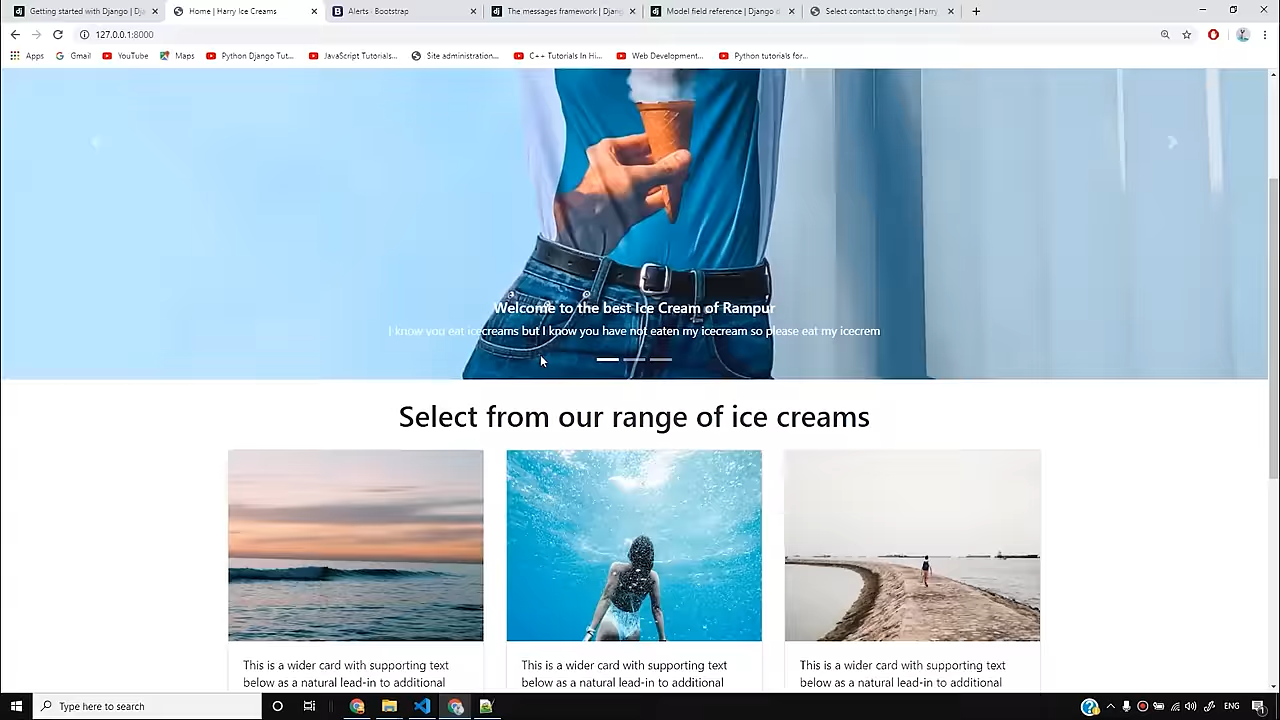 Getting started with Django | Dj
Home | Harry Ice Creams
Alerts · Bootstrap
The messages framework | Djang
Model field reference | Django d
Select contact to change | Harry
127.0.0.1:8000
Apps
Gmail
YouTube
Maps
Python Django Tut...
JavaScript Tutorials...
Site administration...
C++ Tutorials In Hi...
Web Development...
Python tutorials for...
Welcome to the best Ice Cream of Rampur
I know you eat icecreams but I know you have not eaten my icecream so please eat my icecrem
Select from our range of ice creams
This is a wider card with supporting text
below as a natural lead-in to additional
This is a wider card with supporting text
below as a natural lead-in to additional
This is a wider card with supporting text
below as a natural lead-in to additional
Type here to search
ENG